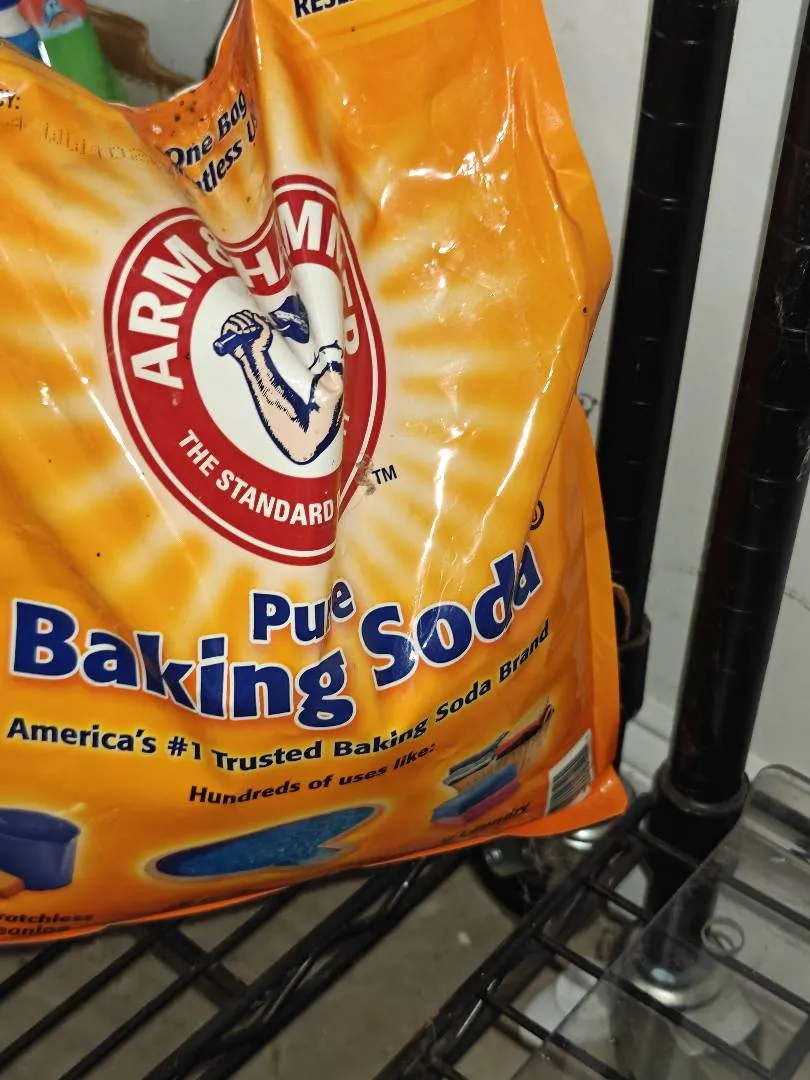 One Bag
ARM & HAMMER
THE STANDARD
TM
Pure
Baking Soda
America's #1 Trusted Baking Soda Brand
Hundreds of uses like:
Laundry